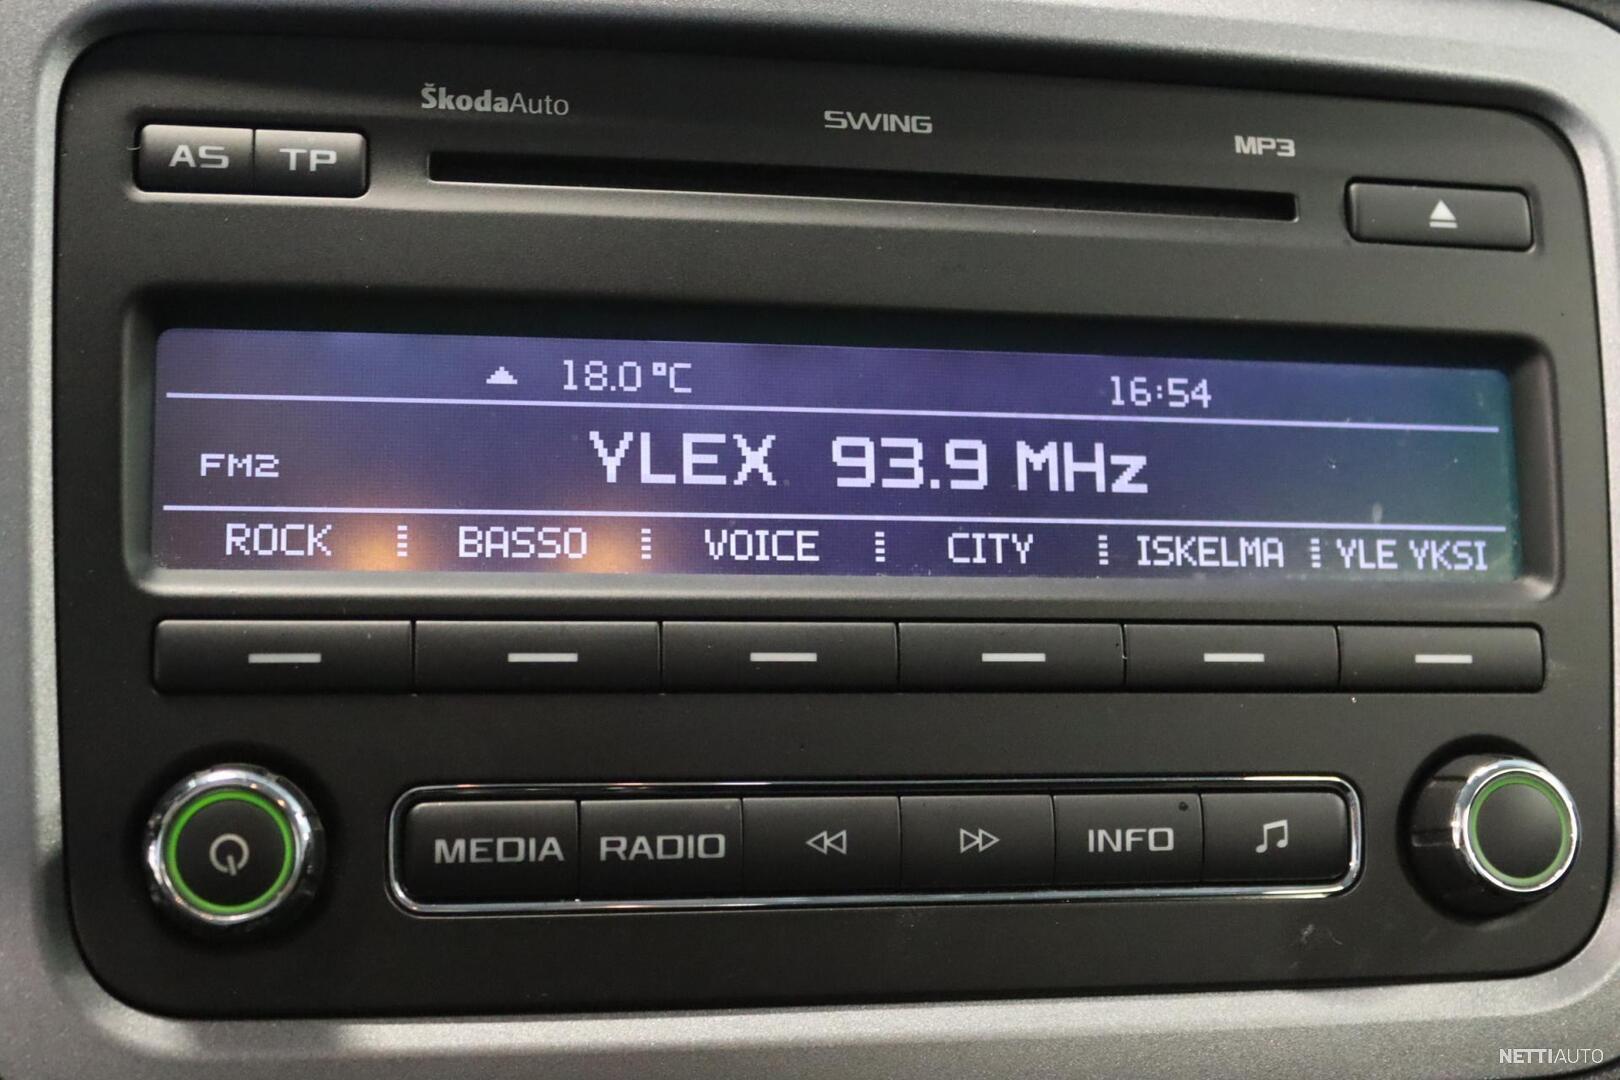 ŠkodaAuto
SWING
MP3
AS TP
18.0 °C 16:54
FM2 YLEX 93.9 MHz
ROCK BASSO VOICE CITY ISKELMA YLE YKSI
MEDIA RADIO INFO
NETTIAUTO